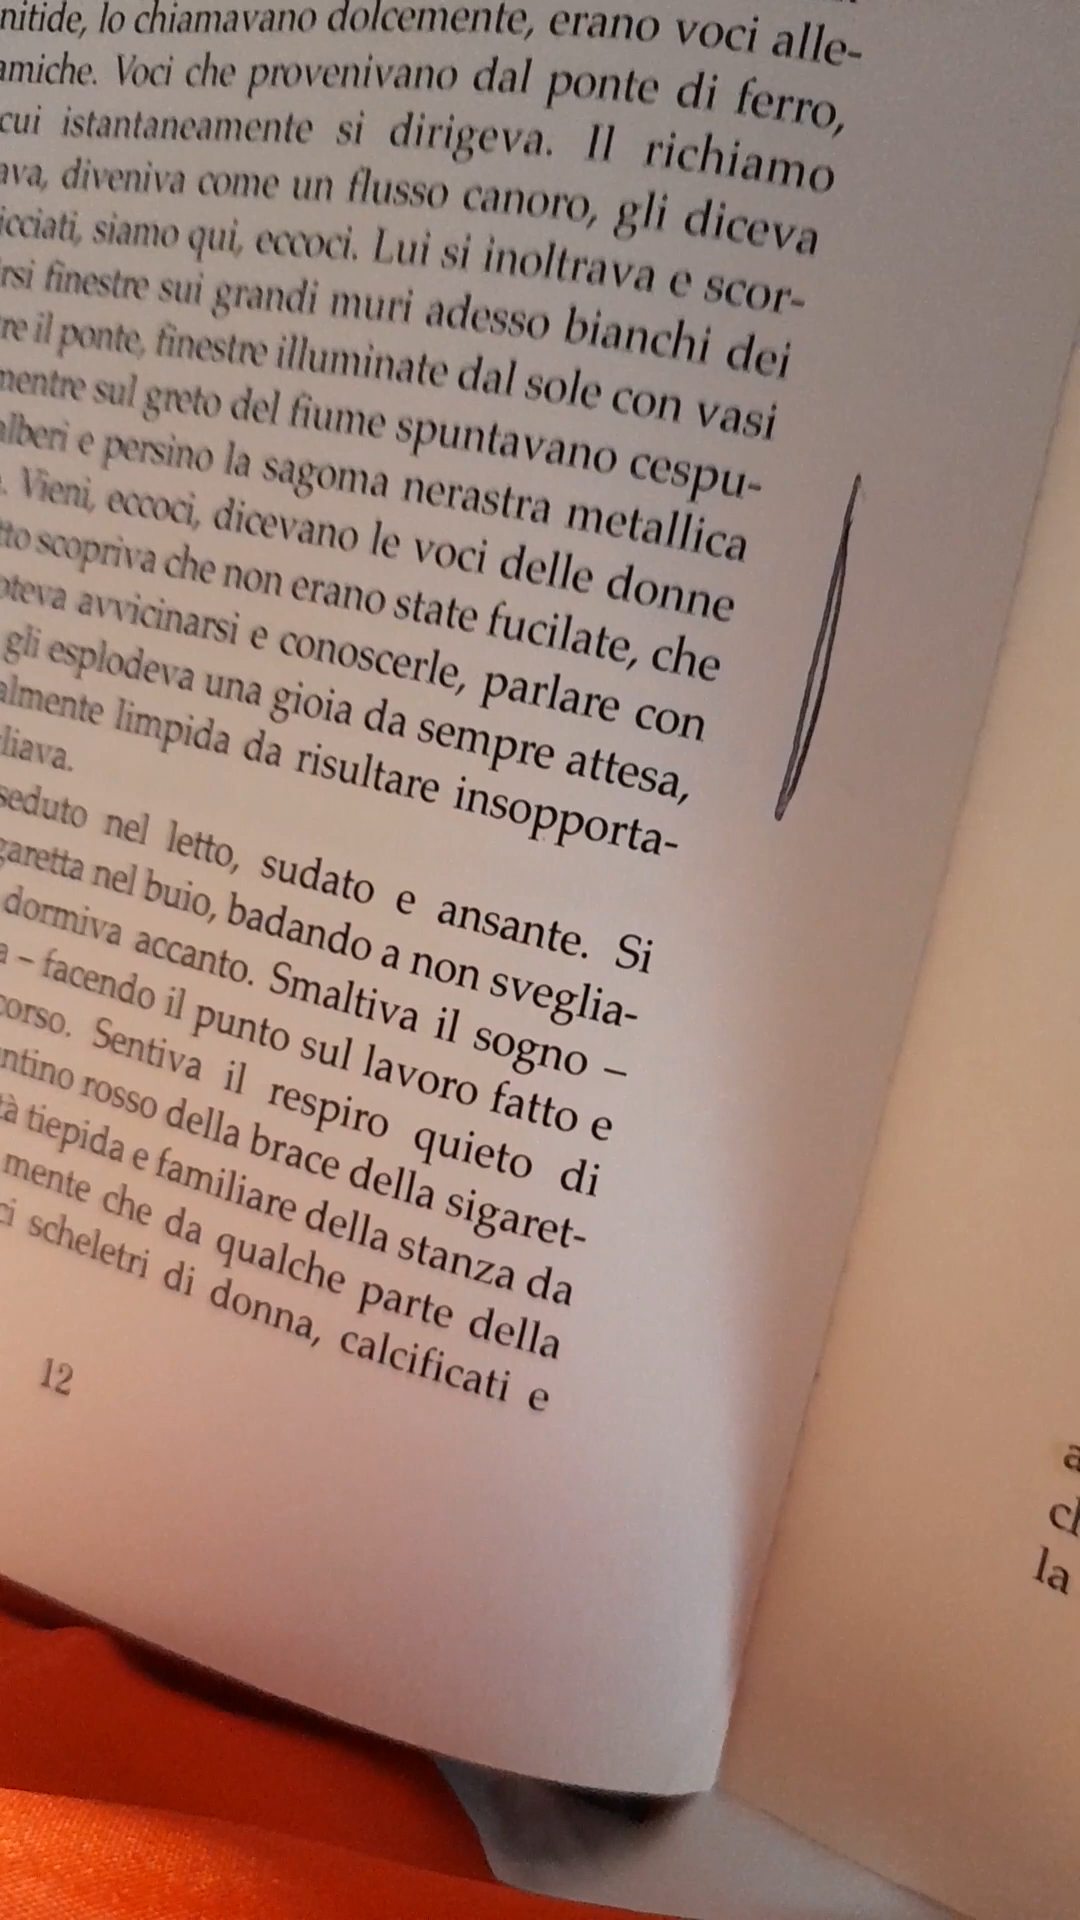 nitide, lo chiamavano dolcemente, erano voci alle-
amiche. Voci che provenivano dal ponte di ferro,
cui istantaneamente si dirigeva. Il richiamo
ava, diveniva come un flusso canoro, gli diceva
icciati, siamo qui, eccoci. Lui si inoltrava e scor-
rsi finestre sui grandi muri adesso bianchi dei
re il ponte, finestre illuminate dal sole con vasi
mentre sul greto del fiume spuntavano cespu-
alberi e persino la sagoma nerastra metallica
. Vieni, eccoci, dicevano le voci delle donne
tto scopriva che non erano state fucilate, che
oteva avvicinarsi e conoscerle, parlare con
gli esplodeva una gioia da sempre attesa,
almente limpida da risultare insopporta-
liava.
seduto nel letto, sudato e ansante. Si
garetta nel buio, badando a non sveglia-
dormiva accanto. Smaltiva il sogno –
a – facendo il punto sul lavoro fatto e
corso. Sentiva il respiro quieto di
ntino rosso della brace della sigaret-
tà tiepida e familiare della stanza da
mente che da qualche parte della
ci scheletri di donna, calcificati e
12
a
cl
la